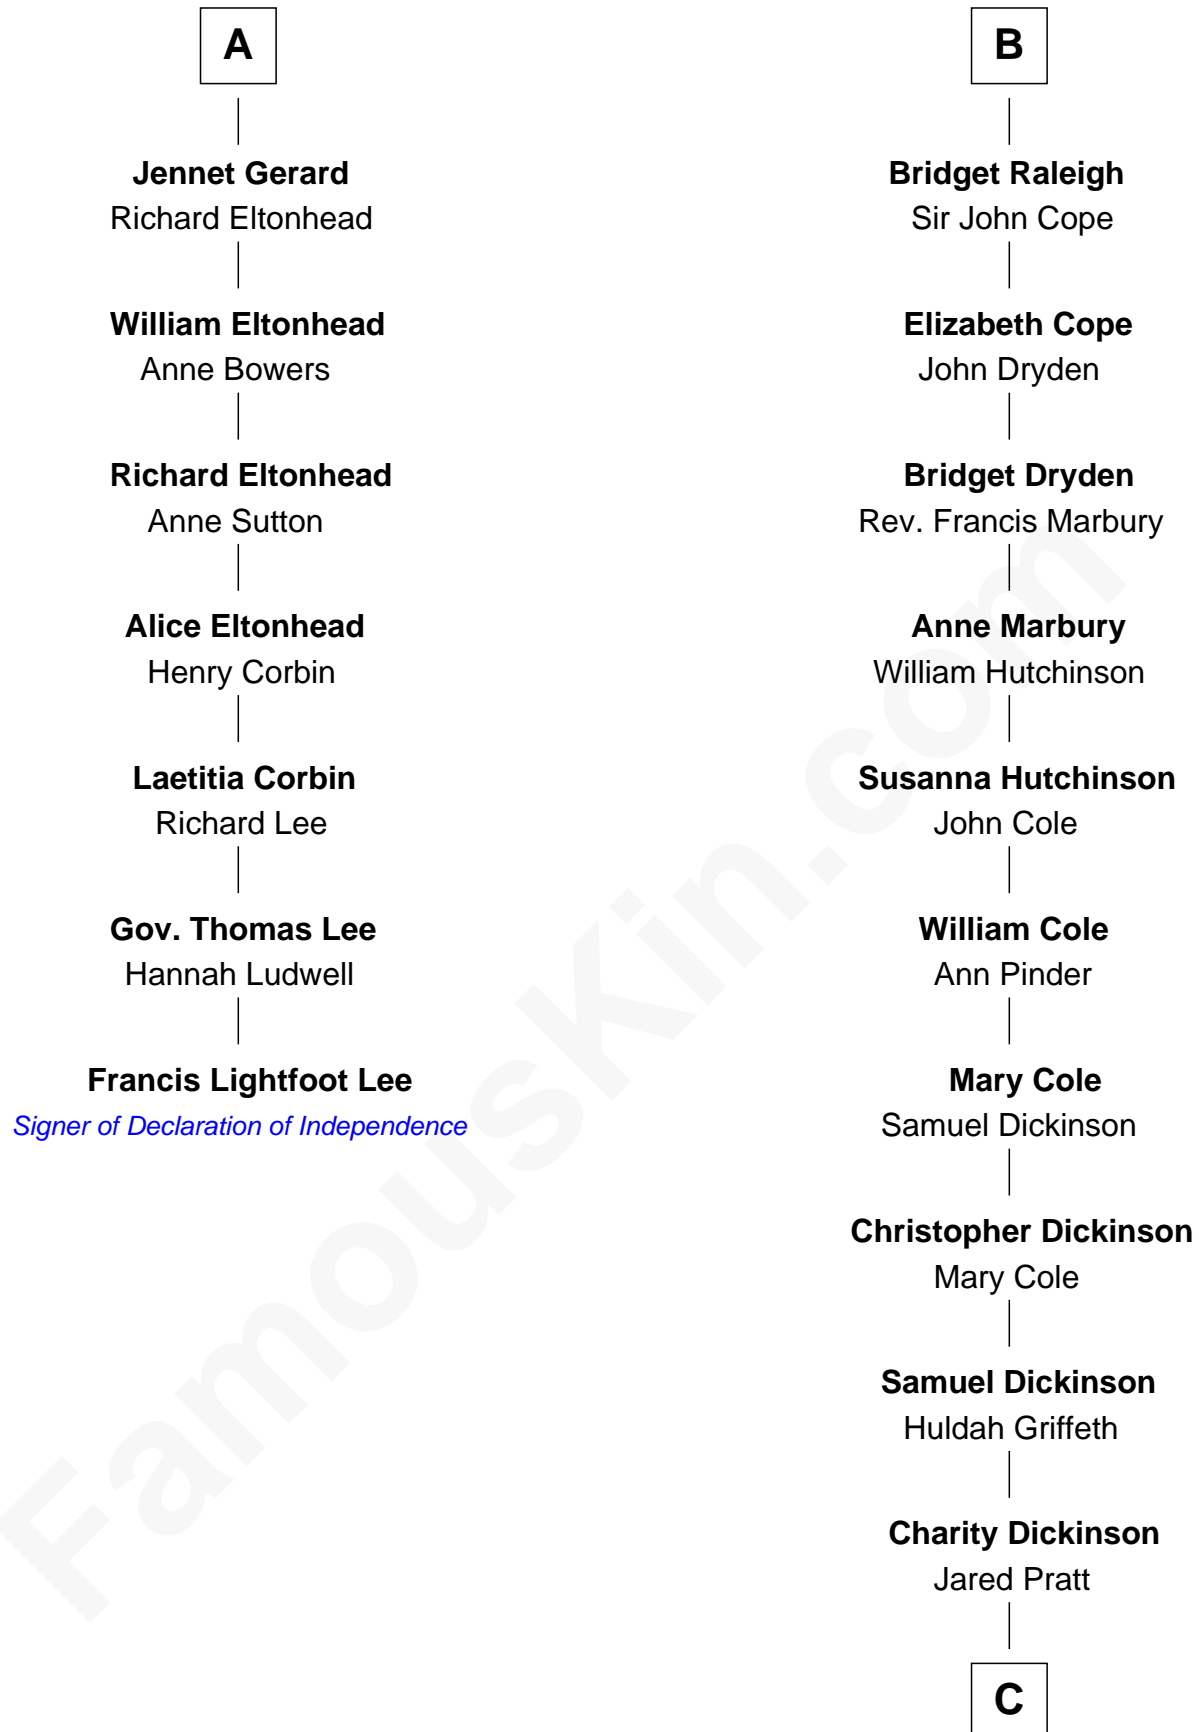 A
Jennet Gerard
Richard Eltonhead
William Eltonhead
Anne Bowers
Richard Eltonhead
Anne Sutton
Alice Eltonhead
Henry Corbin
Laetitia Corbin
Richard Lee
Gov. Thomas Lee
Hannah Ludwell
Francis Lightfoot Lee
Signer of Declaration of Independence
B
Bridget Raleigh
Sir John Cope
Elizabeth Cope
John Dryden
Bridget Dryden
Rev. Francis Marbury
Anne Marbury
William Hutchinson
Susanna Hutchinson
John Cole
William Cole
Ann Pinder
Mary Cole
Samuel Dickinson
Christopher Dickinson
Mary Cole
Samuel Dickinson
Huldah Griffeth
Charity Dickinson
Jared Pratt
C
FamousKin.com